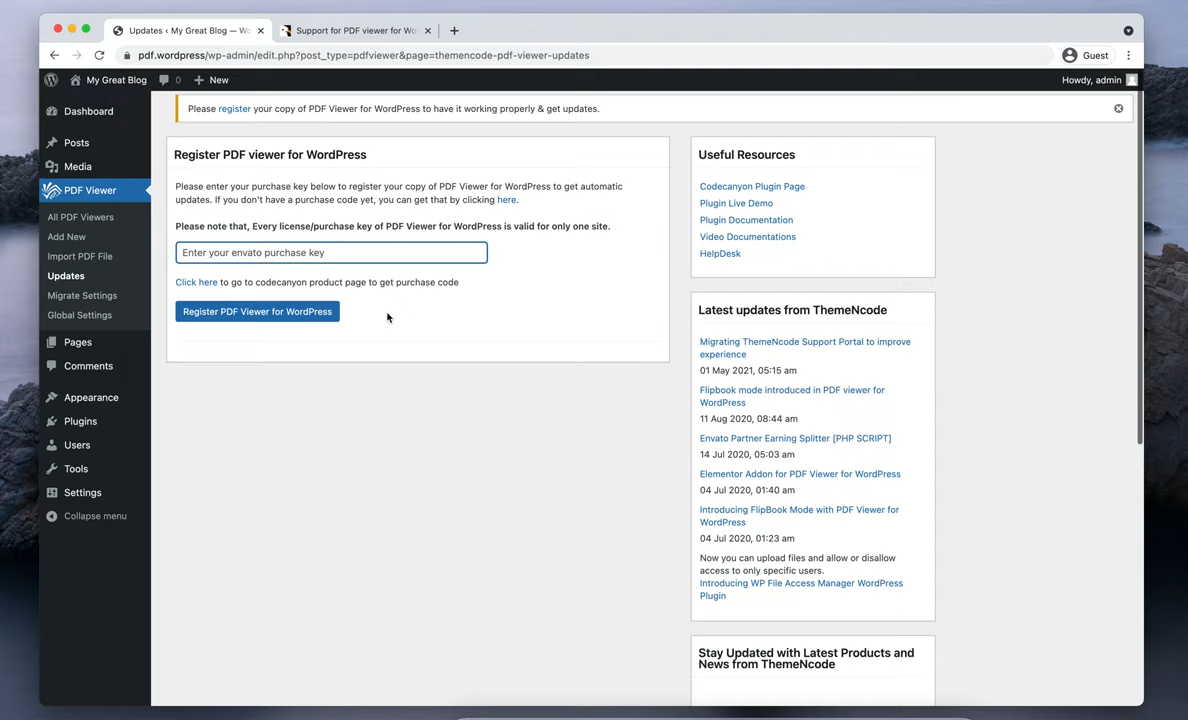 Updates ‹ My Great Blog — Wo
Support for PDF viewer for Wo
pdf.wordpress/wp-admin/edit.php?post_type=pdfviewer&page=themencode-pdf-viewer-updates
Guest
My Great Blog
0
New
Howdy, admin
Dashboard
Posts
Media
PDF Viewer
All PDF Viewers
Add New
Import PDF File
Updates
Migrate Settings
Global Settings
Pages
Comments
Appearance
Plugins
Users
Tools
Settings
Collapse menu
Please register your copy of PDF Viewer for WordPress to have it working properly & get updates.
Register PDF viewer for WordPress
Please enter your purchase key below to register your copy of PDF Viewer for WordPress to get automatic
updates. If you don't have a purchase code yet, you can get that by clicking here.
Please note that, Every license/purchase key of PDF Viewer for WordPress is valid for only one site.
Enter your envato purchase key
Click here to go to codecanyon product page to get purchase code
Register PDF Viewer for WordPress
Useful Resources
Codecanyon Plugin Page
Plugin Live Demo
Plugin Documentation
Video Documentations
HelpDesk
Latest updates from ThemeNcode
Migrating ThemeNcode Support Portal to improve
experience
01 May 2021, 05:15 am
Flipbook mode introduced in PDF viewer for
WordPress
11 Aug 2020, 08:44 am
Envato Partner Earning Splitter [PHP SCRIPT]
14 Jul 2020, 05:03 am
Elementor Addon for PDF Viewer for WordPress
04 Jul 2020, 01:40 am
Introducing FlipBook Mode with PDF Viewer for
WordPress
04 Jul 2020, 01:23 am
Now you can upload files and allow or disallow
access to only specific users.
Introducing WP File Access Manager WordPress
Plugin
Stay Updated with Latest Products and
News from ThemeNcode